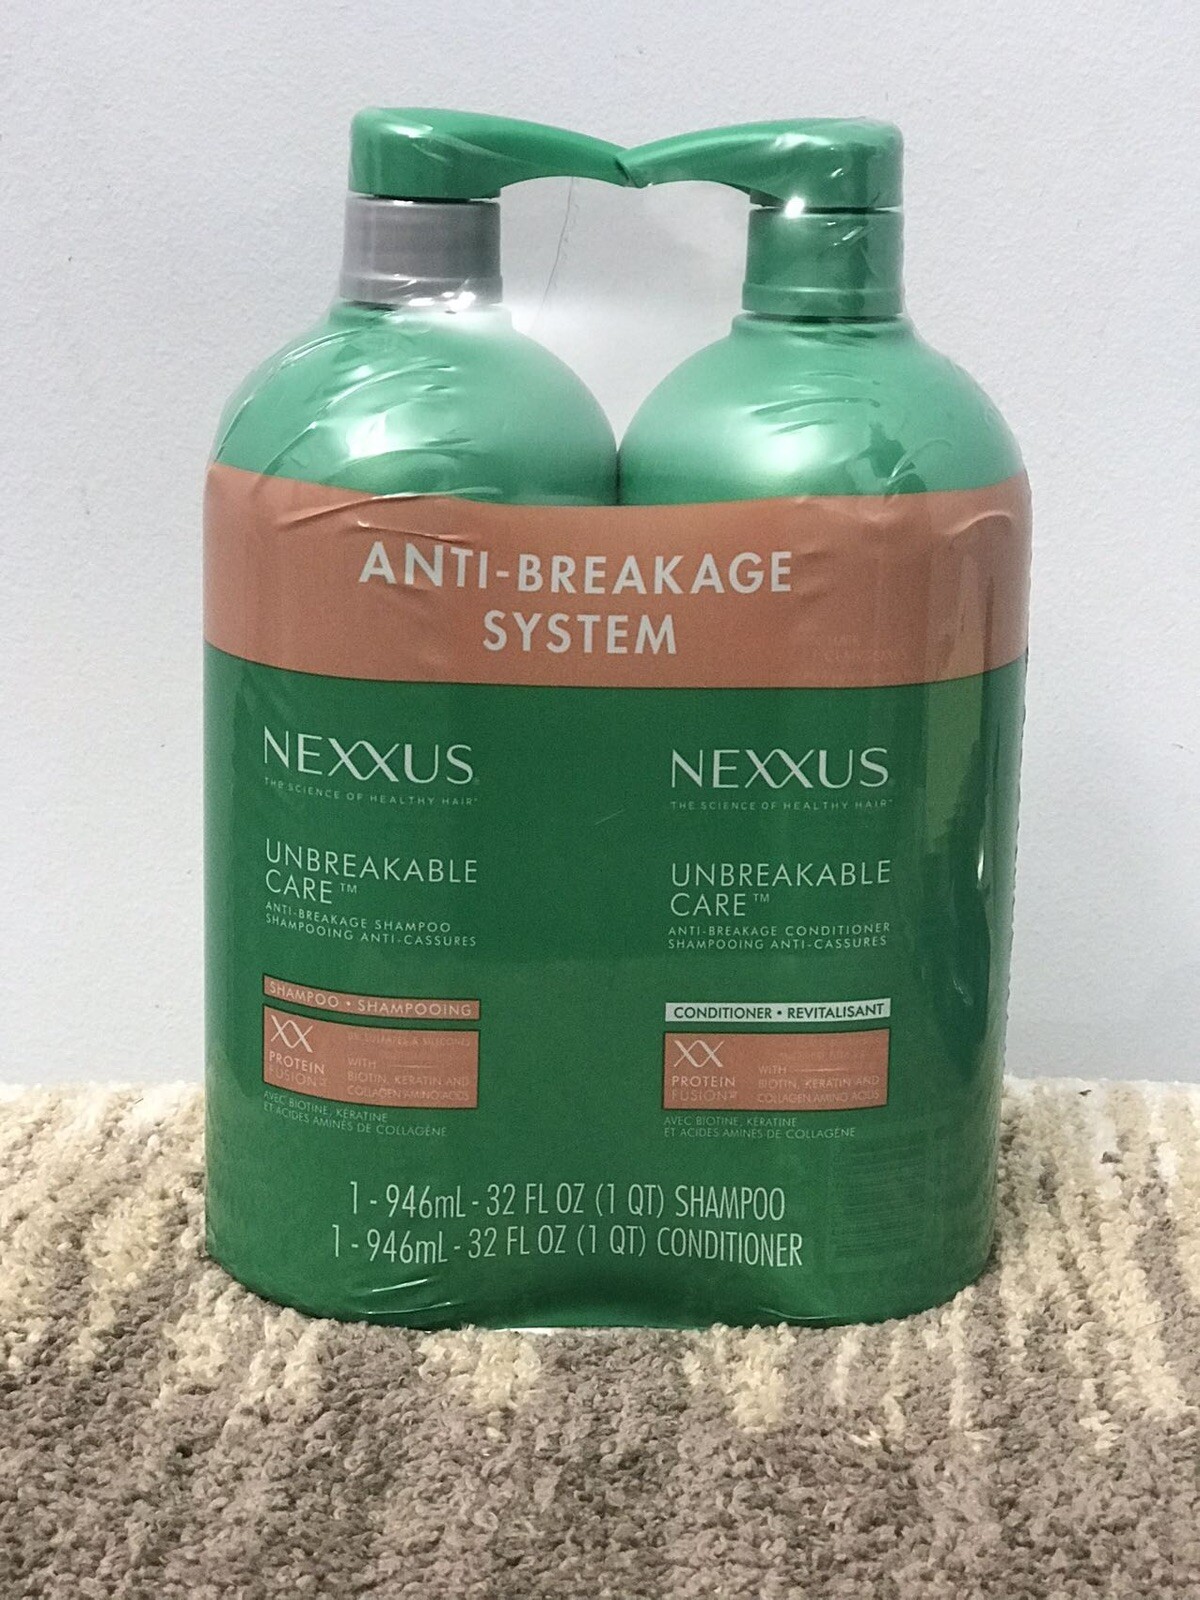 ANTI-BREAKAGE
SYSTEM
NEXXUS
THE SCIENCE OF HEALTHY HAIR
UNBREAKABLE
CARE™
ANTI-BREAKAGE SHAMPOO
SHAMPOOING ANTI-CASSURES
SHAMPOO • SHAMPOOING
XX
PROTEIN
FUSION
WITH
BIOTIN, KERATIN AND
COLLAGEN AMINO ACIDS
AVEC BIOTINE, KÉRATINE
ET ACIDES AMINÉS DE COLLAGÈNE
NEXXUS
THE SCIENCE OF HEALTHY HAIR
UNBREAKABLE
CARE™
ANTI-BREAKAGE CONDITIONER
SHAMPOOING ANTI-CASSURES
CONDITIONER • REVITALISANT
XX
PROTEIN
FUSION
WITH
BIOTIN, KERATIN AND
COLLAGEN AMINO ACIDS
AVEC BIOTINE, KÉRATINE
ET ACIDES AMINÉS DE COLLAGÈNE
1 - 946mL - 32 FL OZ (1 QT) SHAMPOO
1 - 946mL - 32 FL OZ (1 QT) CONDITIONER